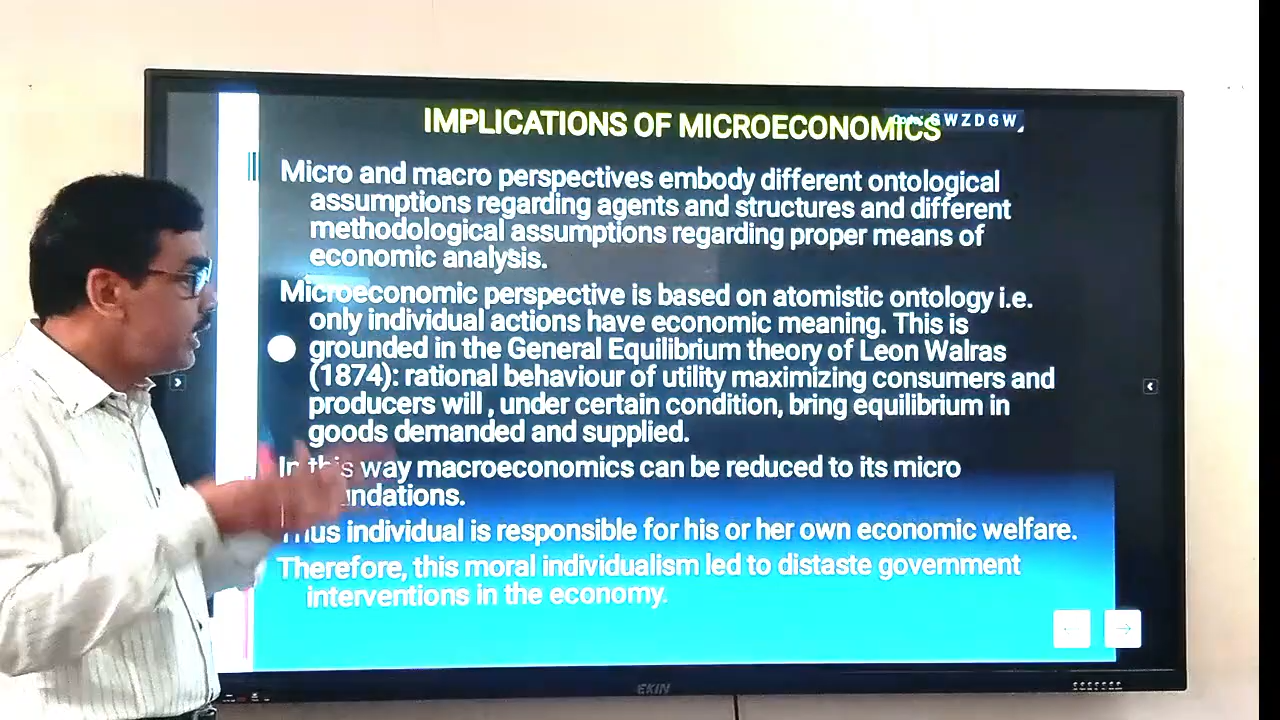 IMPLICATIONS OF MICROECONOMICS
GWZDGW
Micro and macro perspectives embody different ontological
assumptions regarding agents and structures and different
methodological assumptions regarding proper means of
economic analysis.
Microeconomic perspective is based on atomistic ontology i.e.
only individual actions have economic meaning. This is
grounded in the General Equilibrium theory of Leon Walras
(1874): rational behaviour of utility maximizing consumers and
producers will , under certain condition, bring equilibrium in
goods demanded and supplied.
In this way macroeconomics can be reduced to its micro
undations.
Thus individual is responsible for his or her own economic welfare.
Therefore, this moral individualism led to distaste government
interventions in the economy.
EKIN